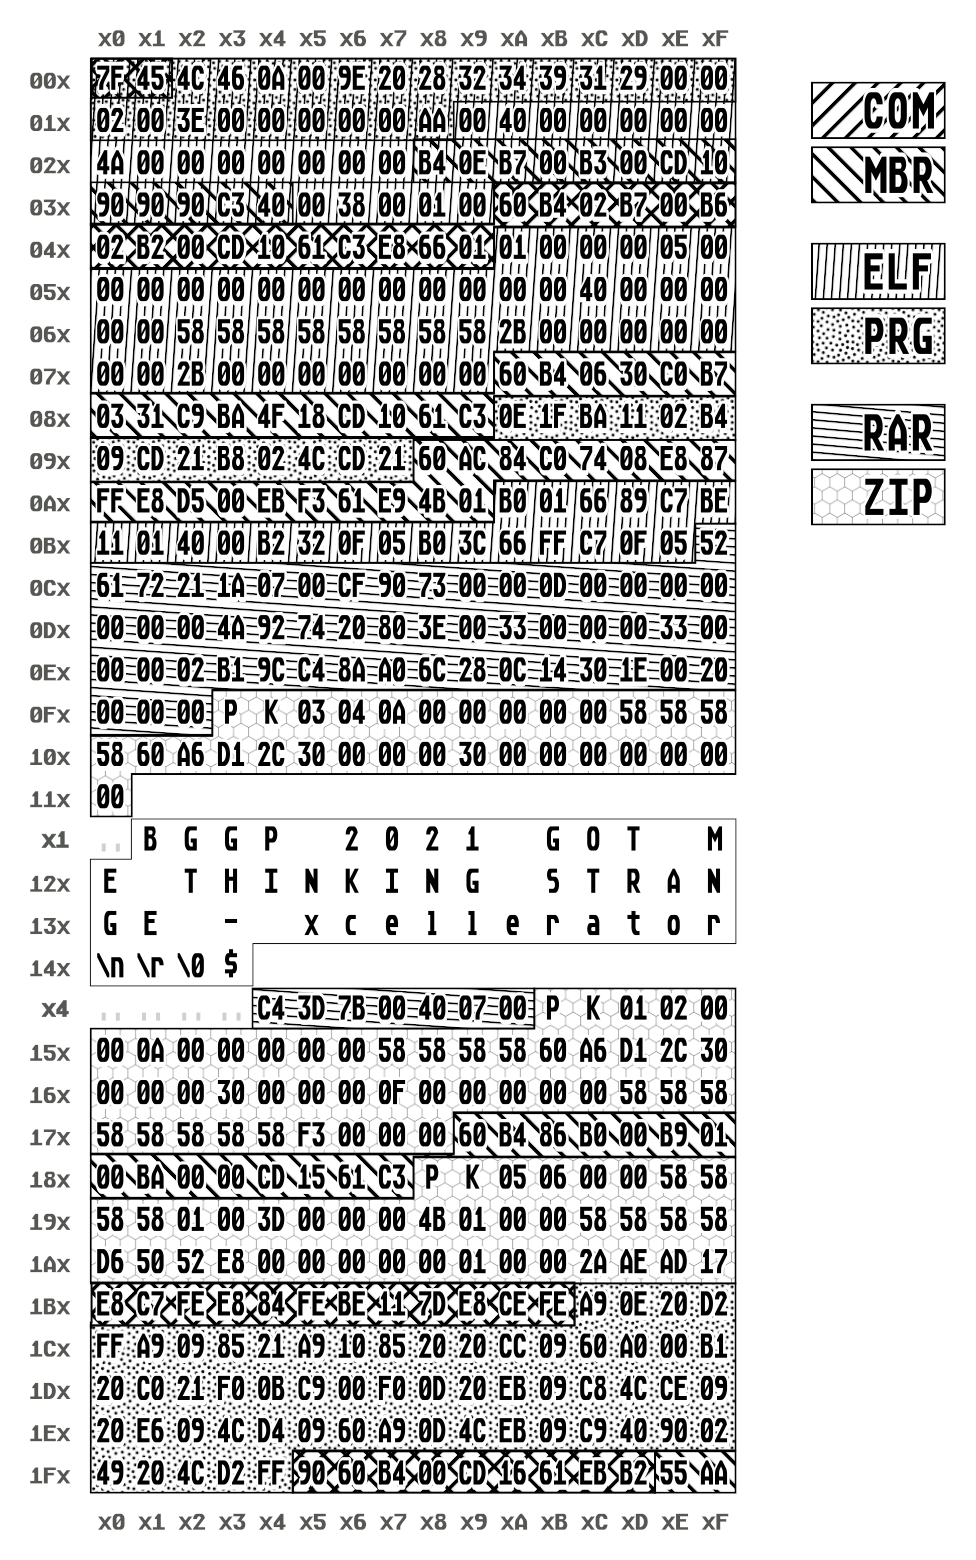 x0 x1 x2 x3 x4 x5 x6 x7 x8 x9 xA xB xC xD xE xF
00x 7F 45 4C 46 0A 00 9E 20 28 32 34 39 31 29 00 00
01x 02 00 3E 00 00 00 00 00 AA 00 40 00 00 00 00 00
02x 4A 00 00 00 00 00 00 00 B4 0E B7 00 B3 00 CD 10
03x 90 90 90 C3 40 00 38 00 01 00 60 B4 02 B7 00 B6
04x 02 B2 00 CD 10 61 C3 E8 66 01 01 00 00 00 05 00
05x 00 00 00 00 00 00 00 00 00 00 00 00 40 00 00 00
06x 00 00 58 58 58 58 58 58 58 58 2B 00 00 00 00 00
07x 00 00 2B 00 00 00 00 00 00 00 60 B4 06 30 C0 B7
08x 03 31 C9 BA 4F 18 CD 10 61 C3 0E 1F BA 11 02 B4
09x 09 CD 21 B8 02 4C CD 21 60 AC 84 C0 74 08 E8 87
0Ax FF E8 D5 00 EB F3 61 E9 4B 01 B0 01 66 89 C7 BE
0Bx 11 01 40 00 B2 32 0F 05 B0 3C 66 FF C7 0F 05 52
0Cx 61 72 21 1A 07 00 CF 90 73 00 00 0D 00 00 00 00
0Dx 00 00 00 4A 92 74 20 80 3E 00 33 00 00 00 33 00
0Ex 00 00 02 B1 9C C4 8A A0 6C 28 0C 14 30 1E 00 20
0Fx 00 00 00 P K 03 04 0A 00 00 00 00 00 58 58 58
10x 58 60 A6 D1 2C 30 00 00 00 30 00 00 00 00 00 00
11x 00
x1 .. B G G P 2 0 2 1 G O T M
12x E T H I N K I N G S T R A N
13x G E - x c e l l e r a t o r
14x \n \r \0 $
x4 .. .. .. .. C4 3D 7B 00 40 07 00 P K 01 02 00
15x 00 0A 00 00 00 00 00 58 58 58 58 60 A6 D1 2C 30
16x 00 00 00 30 00 00 00 0F 00 00 00 00 00 58 58 58
17x 58 58 58 58 58 F3 00 00 00 60 B4 86 B0 00 B9 01
18x 00 BA 00 00 CD 15 61 C3 P K 05 06 00 00 58 58
19x 58 58 01 00 3D 00 00 00 4B 01 00 00 58 58 58 58
1Ax D6 50 52 E8 00 00 00 00 00 01 00 00 2A AE AD 17
1Bx E8 C7 FE E8 84 FE BE 11 7D E8 CE FE A9 0E 20 D2
1Cx FF A9 09 85 21 A9 10 85 20 20 CC 09 60 A0 00 B1
1Dx 20 C0 21 F0 0B C9 00 F0 0D 20 EB 09 C8 4C CE 09
1Ex 20 E6 09 4C D4 09 60 A9 0D 4C EB 09 C9 40 90 02
1Fx 49 20 4C D2 FF 90 60 B4 00 CD 16 61 EB B2 55 AA
x0 x1 x2 x3 x4 x5 x6 x7 x8 x9 xA xB xC xD xE xF
COM
MBR
ELF
PRG
RAR
ZIP